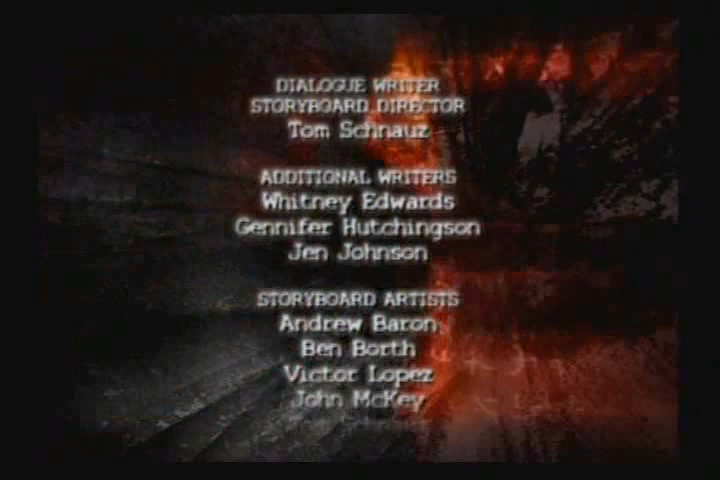 DIALOGUE WRITER
STORYBOARD DIRECTOR
Tom Schnauz
ADDITIONAL WRITERS
Whitney Edwards
Gennifer Hutchingson
Jen Johnson
STORYBOARD ARTISTS
Andrew Baron
Ben Borth
Victor Lopez
John McKey